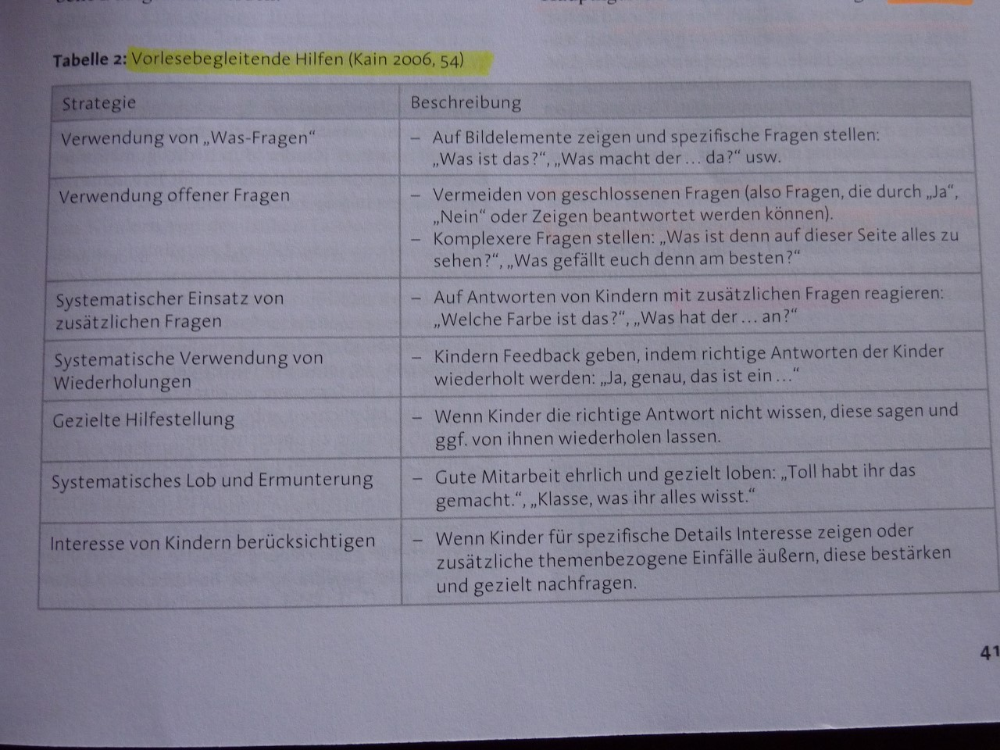 Tabelle 2: Vorlesebegleitende Hilfen (Kain 2006, 54)
Strategie
Beschreibung
Verwendung von „Was-Fragen“
– Auf Bildelemente zeigen und spezifische Fragen stellen:
„Was ist das?“, „Was macht der … da?“ usw.
Verwendung offener Fragen
– Vermeiden von geschlossenen Fragen (also Fragen, die durch „Ja“,
„Nein“ oder Zeigen beantwortet werden können).
– Komplexere Fragen stellen: „Was ist denn auf dieser Seite alles zu
sehen?“, „Was gefällt euch denn am besten?“
Systematischer Einsatz von
zusätzlichen Fragen
– Auf Antworten von Kindern mit zusätzlichen Fragen reagieren:
„Welche Farbe ist das?“, „Was hat der … an?“
Systematische Verwendung von
Wiederholungen
– Kindern Feedback geben, indem richtige Antworten der Kinder
wiederholt werden: „Ja, genau, das ist ein …“
Gezielte Hilfestellung
– Wenn Kinder die richtige Antwort nicht wissen, diese sagen und
ggf. von ihnen wiederholen lassen.
Systematisches Lob und Ermunterung
– Gute Mitarbeit ehrlich und gezielt loben: „Toll habt ihr das
gemacht.“, „Klasse, was ihr alles wisst.“
Interesse von Kindern berücksichtigen
– Wenn Kinder für spezifische Details Interesse zeigen oder
zusätzliche themenbezogene Einfälle äußern, diese bestärken
und gezielt nachfragen.
41